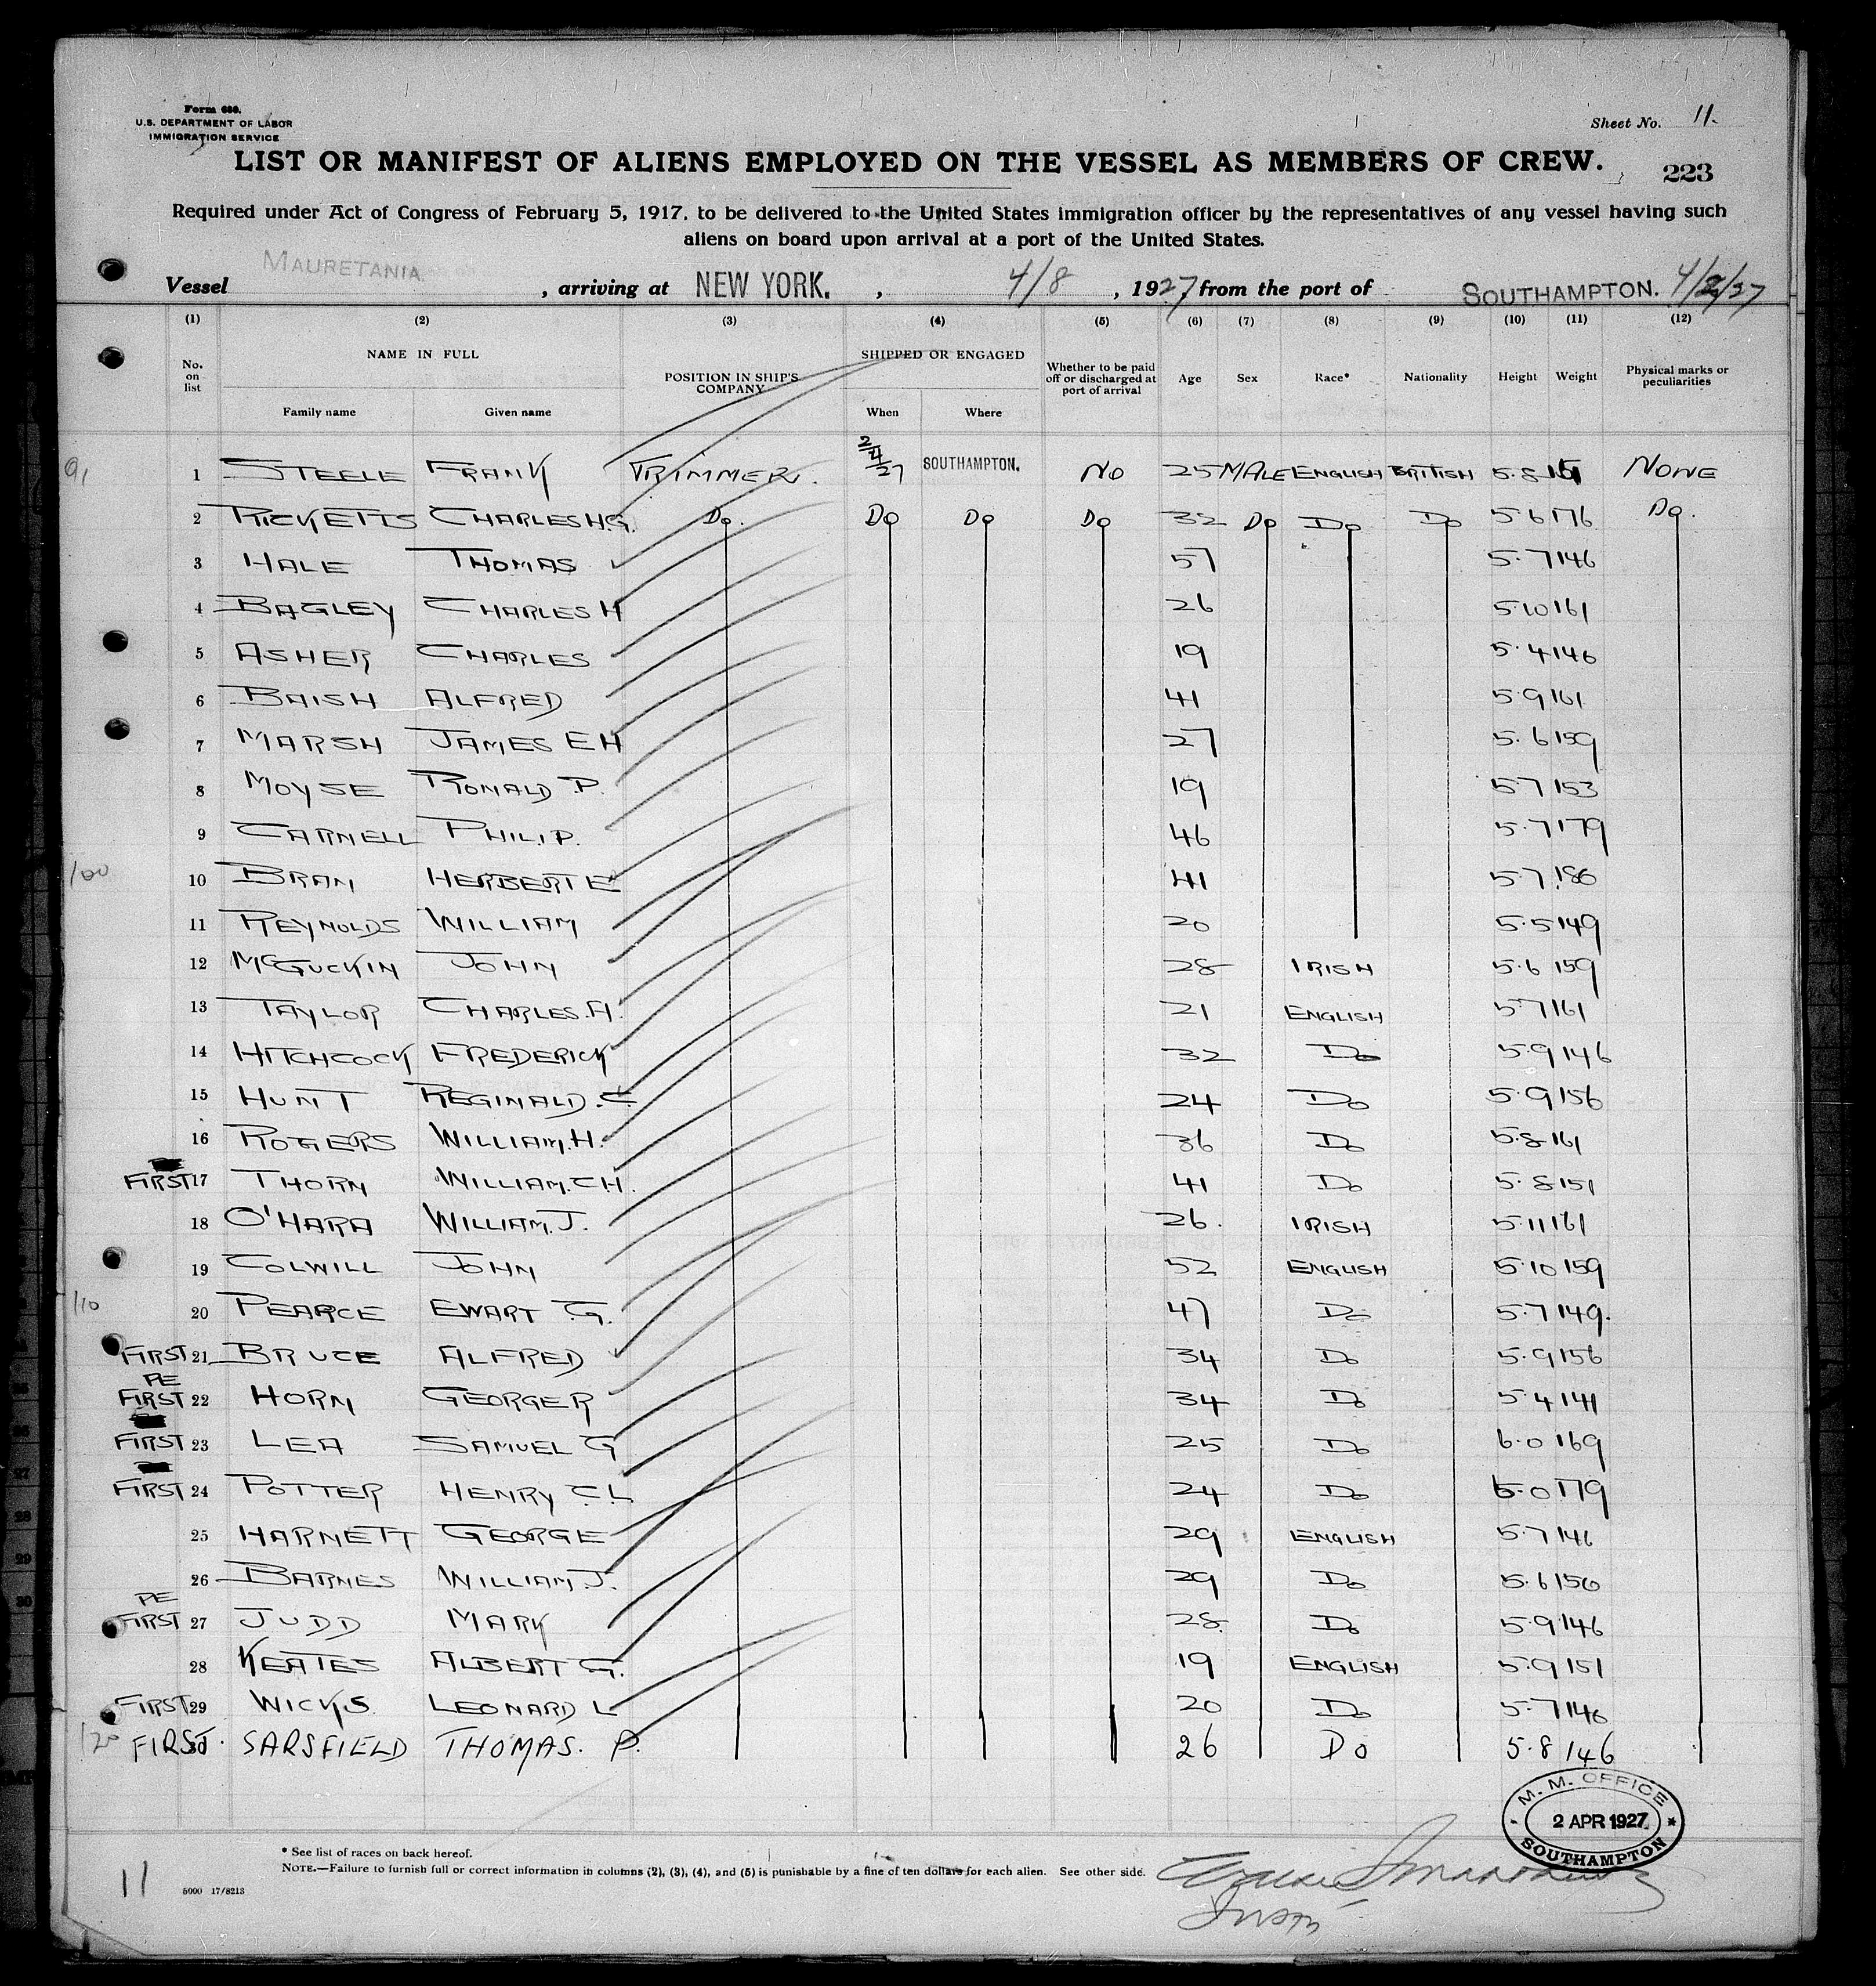 Form 680.
U.S. DEPARTMENT OF LABOR
IMMIGRATION SERVICE
Sheet No. 11.
LIST OR MANIFEST OF ALIENS EMPLOYED ON THE VESSEL AS MEMBERS OF CREW.
223
Required under Act of Congress of February 5, 1917, to be delivered to the United States immigration officer by the representatives of any vessel having such
aliens on board upon arrival at a port of the United States.
Vessel MAURETANIA, arriving at NEW YORK. , 4/8 , 1927, from the port of SOUTHAMPTON. 4/2/27
(1) (2) (3) (4) (5) (6) (7) (8) (9) (10) (11) (12)
No. on list NAME IN FULL Family name Given name POSITION IN SHIP'S COMPANY SHIPPED OR ENGAGED When Where Whether to be paid off or discharged at port of arrival Age Sex Race* Nationality Height Weight Physical marks or peculiarities
91 1 STEELE FRANK TRIMMER. 2/4/27 SOUTHAMPTON. NO 25 MALE ENGLISH BRITISH 5.8 151 NONE
2 RICKETTS CHARLES H.G. Do. Do Do Do 32 Do Do Do 5.6 176 Do.
3 HALE THOMAS 57 5.7 146
4 BAGLEY CHARLES H 26 5.10 161
5 ASHER CHARLES 19 5.4 146
6 BAISH ALFRED 41 5.9 161
7 MARSH JAMES E H 27 5.6 159
8 MOYSE RONALD P. 19 5.7 153
9 CARNELL PHILIP. 46 5.7 179
100 10 BRAN HERBERT E 41 5.7 186
11 REYNOLDS WILLIAM 20 5.5 149
12 McGUCKIN JOHN 28 IRISH 5.6 159
13 TAYLOR CHARLES.A. 21 ENGLISH 5.7 161
14 HITCHCOCK FREDERICK 32 Do 5.9 146
15 HUNT REGINALD.C. 24 Do 5.9 156
16 ROGERS WILLIAM.H. 36 Do 5.8 161
FIRST 17 THORN WILLIAM.C.H. 41 Do 5.8 151
18 O'HARA WILLIAM.J. 26. IRISH 5.11 161
19 COLWILL JOHN 52 ENGLISH 5.10 159
110 20 PEARCE EWART G. 47 Do 5.7 149.
FIRST 21 BRUCE ALFRED 34 Do 5.9 156
PE
FIRST 22 HORN GEORGE R 34 Do 5.4 141
FIRST 23 LEA SAMUEL G 25 Do 6.0 169
FIRST 24 POTTER HENRY C.L 24 Do 6.0 179
25 HARNETT GEORGE 29 ENGLISH 5.7 146
26 BARNES WILLIAM.J. 29 Do 5.6 156
PE
FIRST 27 JUDD MARK 28. Do 5.9 146
28 KEATES ALBERT G. 19 ENGLISH 5.9 151
FIRST 29 WICKS LEONARD L 20 Do 5.7 146
120 FIRST. 30 SARSFIELD THOMAS. P. 26 DO 5.8 146
M. M. OFFICE
2 APR 1927
SOUTHAMPTON
* See list of races on back hereof.
NOTE.—Failure to furnish full or correct information in columns (2), (3), (4), and (5) is punishable by a fine of ten dollars for each alien. See other side.
11
5000 17/8213